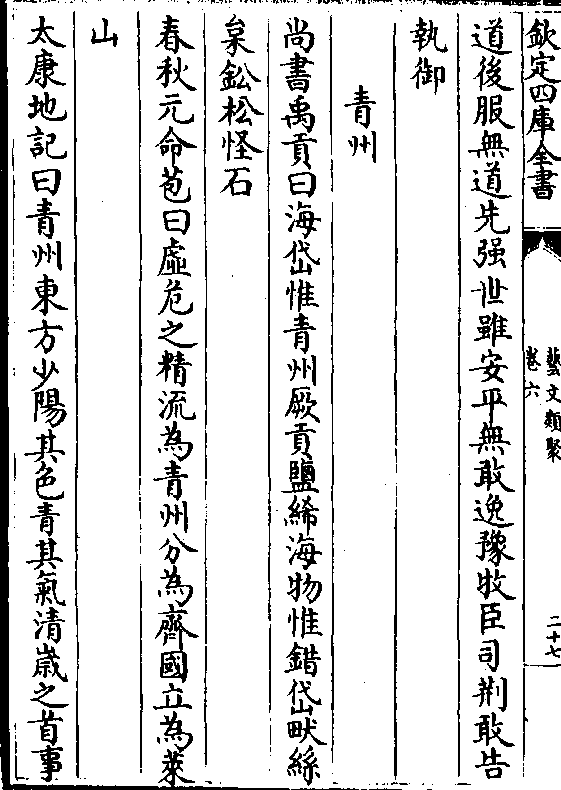 欽定四庫全書
藝文類聚
卷六
二十七
道後服無道先强世雖安平無敢逸豫牧臣司荆敢告
執御
青州
尚書禹貢曰海岱惟青州厥貢鹽絺海物惟錯岱畎絲
枲鈆松怪石
春秋元命苞曰虛危之精流為青州分為齊國立為萊
山
太康地記曰青州東方少陽其色青其氣清歲之首事